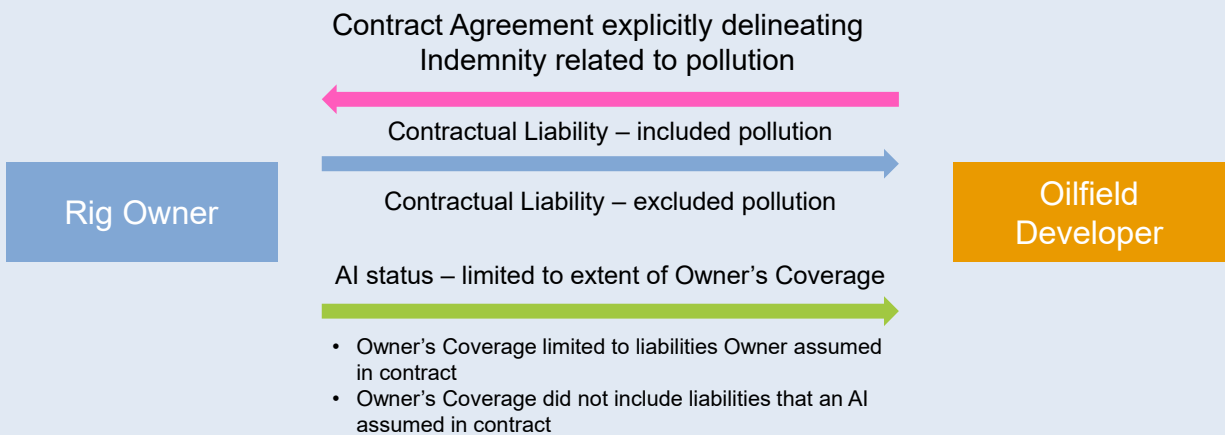 Contract Agreement explicitly delineating
Indemnity related to pollution
Contractual Liability – included pollution
Rig Owner
Contractual Liability – excluded pollution
Oilfield
Developer
AI status – limited to extent of Owner's Coverage
• Owner's Coverage limited to liabilities Owner assumed
in contract
• Owner's Coverage did not include liabilities that an AI
assumed in contract